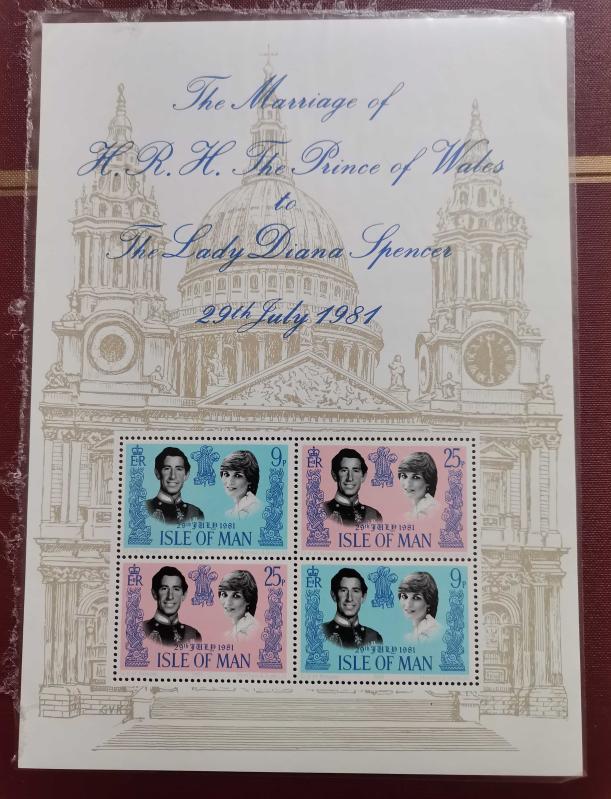 The Marriage of
H. R. H. The Prince of Wales
to
The Lady Diana Spencer
29th July 1981
ER 9P
29th JULY 1981
ISLE OF MAN
ER 25P
29th JULY 1981
ISLE OF MAN
ER 25P
29th JULY 1981
ISLE OF MAN
ER 9P
29th JULY 1981
ISLE OF MAN